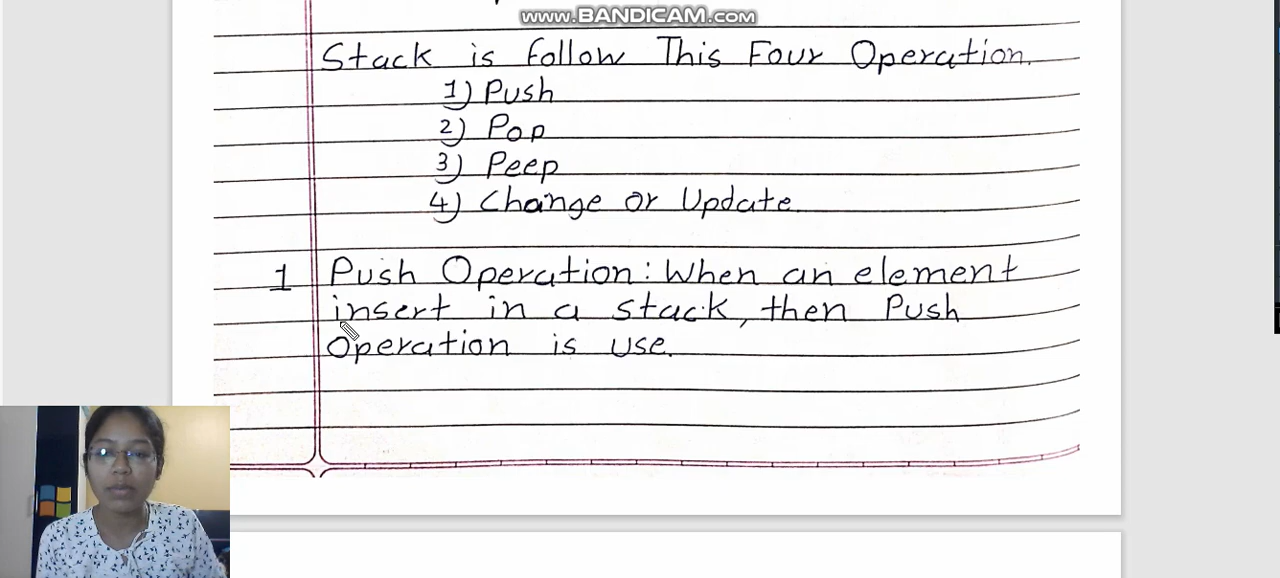 www.BANDICAM.com
Stack is follow This Four Operation.
1) Push
2) Pop
3) Peep
4) Change or Update
1 Push Operation: When an element
insert in a stack, then Push
Operation is use.